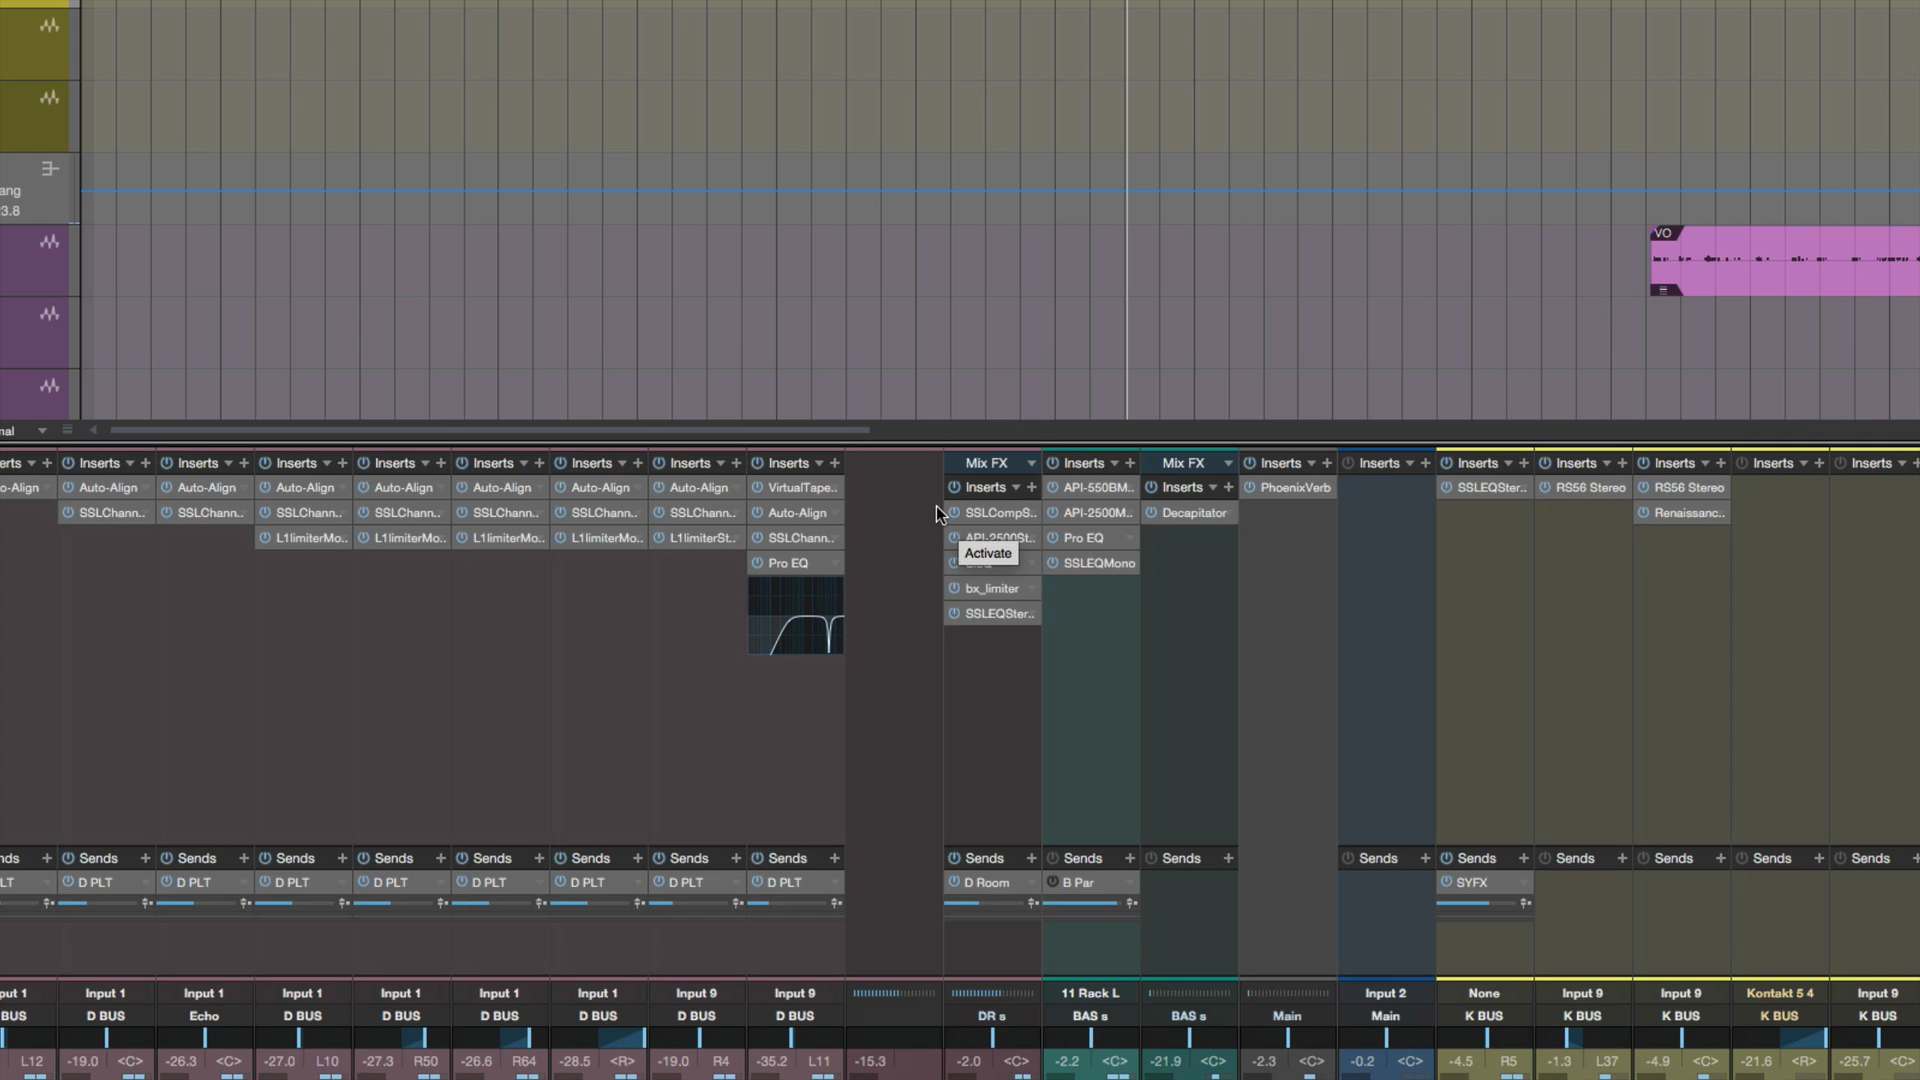 ang
3.8
VO
nal
erts Inserts Inserts Inserts Inserts Inserts Inserts Inserts Inserts Mix FX Inserts Mix FX Inserts Inserts Inserts Inserts Inserts Inserts Inserts
o-Align Auto-Align Auto-Align Auto-Align Auto-Align Auto-Align Auto-Align Auto-Align VirtualTape.. Inserts API-550BM.. Inserts PhoenixVerb SSLEQSter.. RS56 Stereo RS56 Stereo
SSLChann.. SSLChann.. SSLChann.. SSLChann.. SSLChann.. SSLChann.. SSLChann.. Auto-Align SSLCompS.. API-2500M.. Decapitator Renaissanc..
L1limiterMo.. L1limiterMo.. L1limiterMo.. L1limiterMo.. L1limiterSt.. SSLChann.. API-2500St.. Pro EQ
Activate
Pro EQ SSLEQMono
bx_limiter
SSLEQSter..
nds Sends Sends Sends Sends Sends Sends Sends Sends Sends Sends Sends Sends Sends Sends Sends Sends Sends
LT D PLT D PLT D PLT D PLT D PLT D PLT D PLT D PLT D Room B Par SYFX
put 1 Input 1 Input 1 Input 1 Input 1 Input 1 Input 1 Input 9 Input 9 11 Rack L Input 2 None Input 9 Input 9 Kontakt 5 4 Input 9
BUS D BUS Echo D BUS D BUS D BUS D BUS D BUS D BUS DR s BAS s BAS s Main Main K BUS K BUS K BUS K BUS K BUS
L12 -19.0 <C> -26.3 <C> -27.0 L10 -27.3 R50 -26.6 R64 -28.5 <R> -19.0 R4 -35.2 L11 -15.3 -2.0 <C> -2.2 <C> -21.9 <C> -2.3 <C> -0.2 <C> -4.5 R5 -1.3 L37 -4.9 <C> -21.6 <R> -25.7 <C>